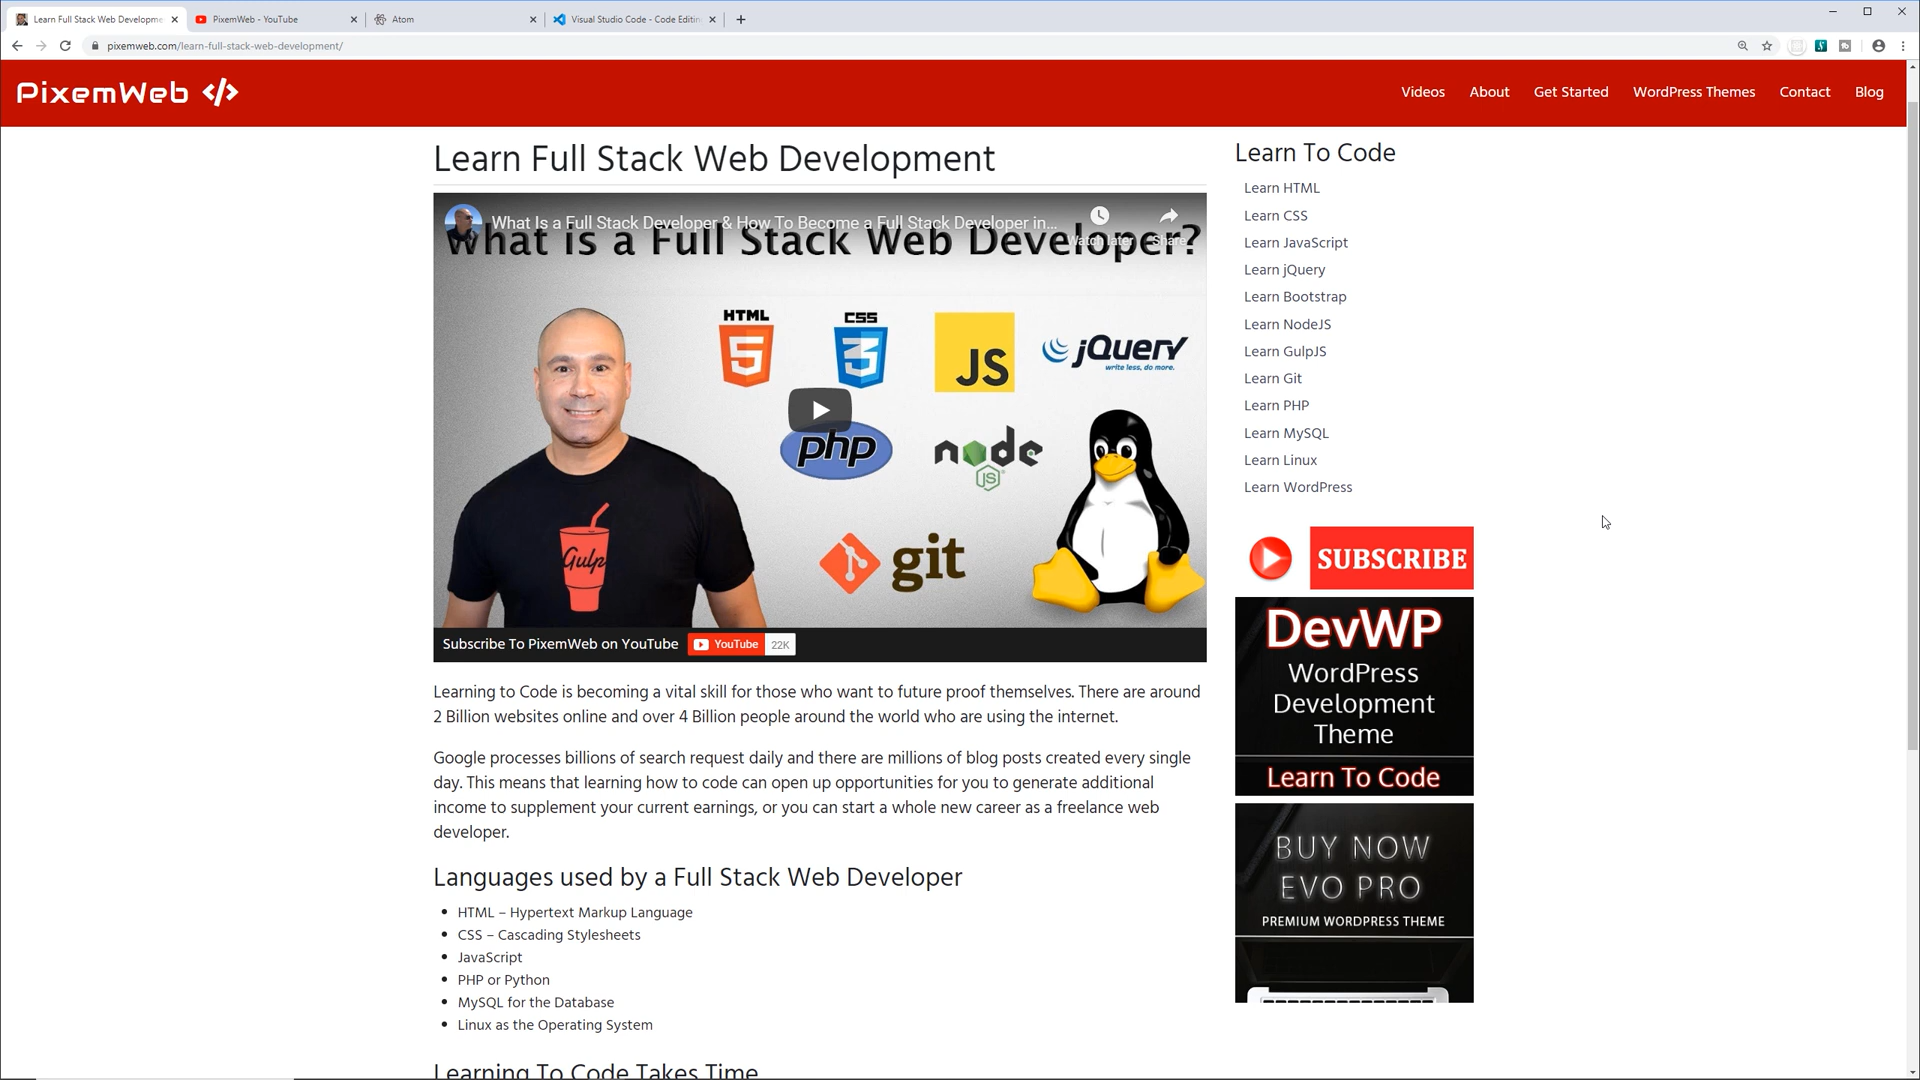 Learn Full Stack Web Developme
PixemWeb - YouTube
Atom
Visual Studio Code - Code Editin
pixemweb.com/learn-full-stack-web-development/
PixemWeb </>
Videos
About
Get Started
WordPress Themes
Contact
Blog
Learn Full Stack Web Development
What Is a Full Stack Developer & How To Become a Full Stack Developer in...
Watch later
Share
What is a Full Stack Web Developer?
HTML
5
CSS
3
JS
jQuery
write less, do more.
php
node
JS
Gulp
git
Subscribe To PixemWeb on YouTube
YouTube
22K
Learning to Code is becoming a vital skill for those who want to future proof themselves. There are around
2 Billion websites online and over 4 Billion people around the world who are using the internet.
Google processes billions of search request daily and there are millions of blog posts created every single
day. This means that learning how to code can open up opportunities for you to generate additional
income to supplement your current earnings, or you can start a whole new career as a freelance web
developer.
Languages used by a Full Stack Web Developer
• HTML – Hypertext Markup Language
• CSS – Cascading Stylesheets
• JavaScript
• PHP or Python
• MySQL for the Database
• Linux as the Operating System
Learning To Code Takes Time
Learn To Code
Learn HTML
Learn CSS
Learn JavaScript
Learn jQuery
Learn Bootstrap
Learn NodeJS
Learn GulpJS
Learn Git
Learn PHP
Learn MySQL
Learn Linux
Learn WordPress
SUBSCRIBE
DevWP
WordPress
Development
Theme
Learn To Code
BUY NOW
EVO PRO
PREMIUM WORDPRESS THEME